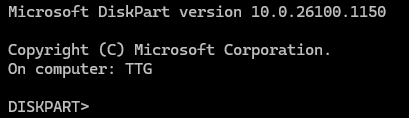 Microsoft DiskPart version 10.0.26100.1150
Copyright (C) Microsoft Corporation.
On computer: TTG
DISKPART>